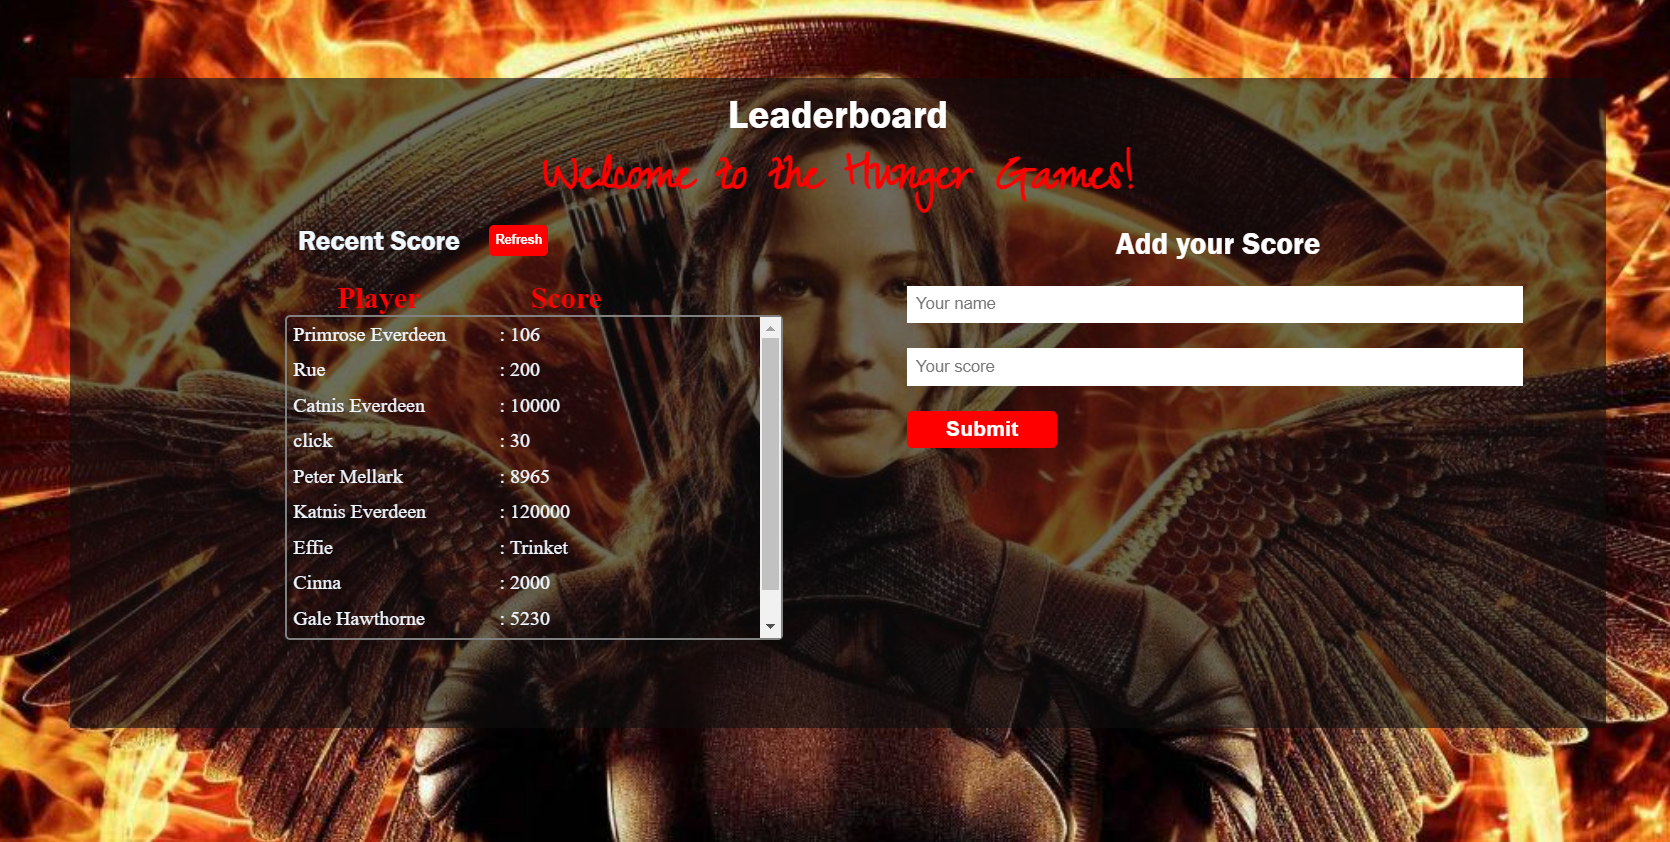 Leaderboard
Welcome to the Hunger Games!
Recent Score
Refresh
Player Score
Primrose Everdeen : 106
Rue : 200
Catnis Everdeen : 10000
click : 30
Peter Mellark : 8965
Katnis Everdeen : 120000
Effie : Trinket
Cinna : 2000
Gale Hawthorne : 5230
Add your Score
Your name
Your score
Submit